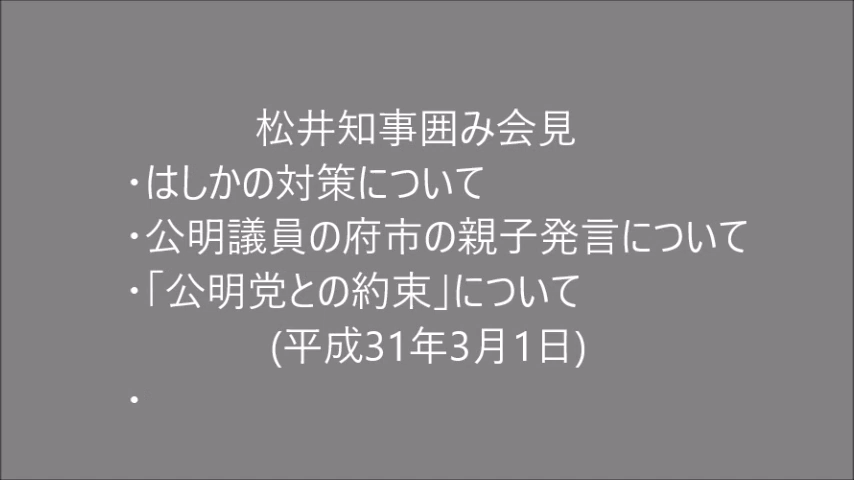 松井知事囲み会見
・はしかの対策について
・公明議員の府市の親子発言について
・「公明党との約束」について
(平成31年3月1日)
・